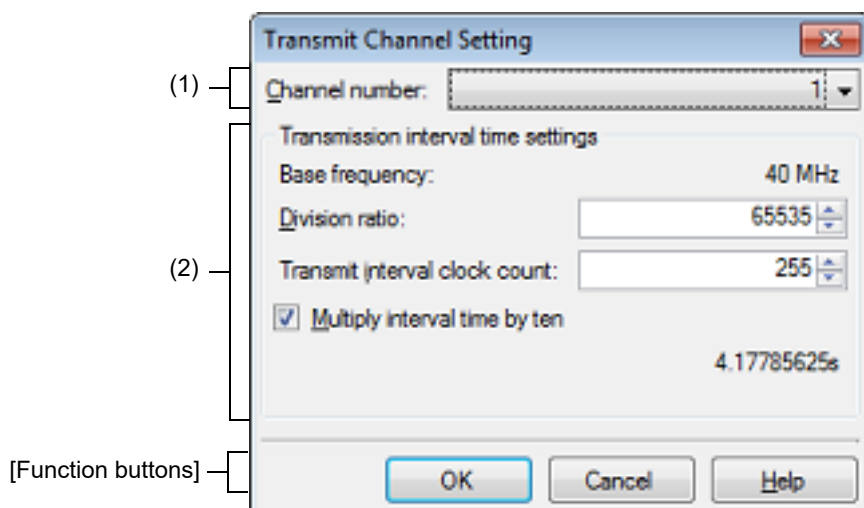 Transmit Channel Setting
(1)
Channel number: 1
Transmission interval time settings
Base frequency: 40 MHz
Division ratio: 65535
(2)
Transmit interval clock count: 255
Multiply interval time by ten
4.17785625s
[Function buttons]
OK Cancel Help